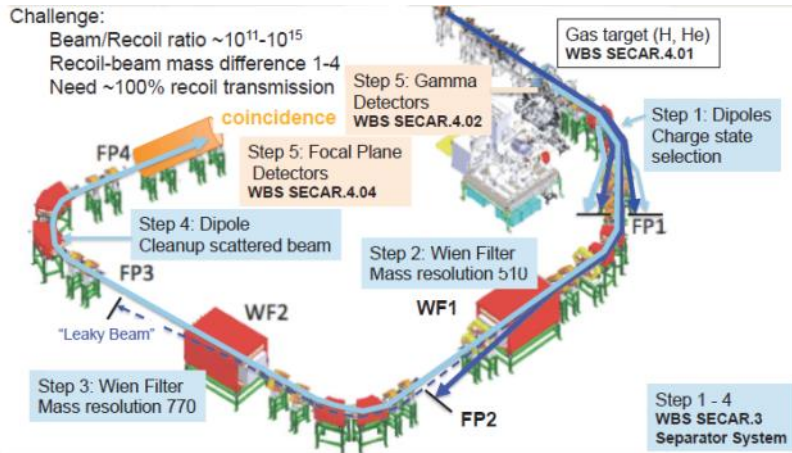 Challenge:
Beam/Recoil ratio ~10¹¹-10¹⁵
Recoil-beam mass difference 1-4
Need ~100% recoil transmission
Gas target (H, He)
WBS SECAR.4.01
Step 5: Gamma
Detectors
WBS SECAR.4.02
coincidence
Step 1: Dipoles
Charge state
selection
FP4
Step 5: Focal Plane
Detectors
WBS SECAR.4.04
FP1
Step 4: Dipole
Cleanup scattered beam
Step 2: Wien Filter
Mass resolution 510
FP3
WF2
WF1
"Leaky Beam"
Step 3: Wien Filter
Mass resolution 770
FP2
Step 1 - 4
WBS SECAR.3
Separator System